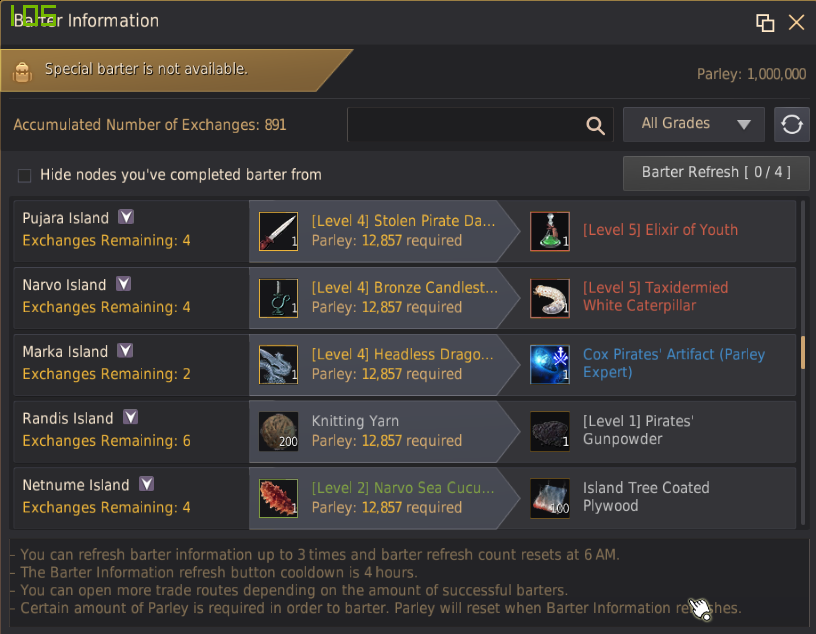 LOS
Barter Information
Special barter is not available.
Parley: 1,000,000
Accumulated Number of Exchanges: 891
All Grades
Hide nodes you've completed barter from
Barter Refresh [ 0 / 4 ]
Pujara Island
Exchanges Remaining: 4
1
[Level 4] Stolen Pirate Da...
Parley: 12,857 required
1
[Level 5] Elixir of Youth
Narvo Island
Exchanges Remaining: 4
1
[Level 4] Bronze Candlest...
Parley: 12,857 required
1
[Level 5] Taxidermied
White Caterpillar
Marka Island
Exchanges Remaining: 2
1
[Level 4] Headless Drago...
Parley: 12,857 required
1
Cox Pirates' Artifact (Parley
Expert)
Randis Island
Exchanges Remaining: 6
200
Knitting Yarn
Parley: 12,857 required
1
[Level 1] Pirates'
Gunpowder
Netnume Island
Exchanges Remaining: 4
1
[Level 2] Narvo Sea Cucu...
Parley: 12,857 required
100
Island Tree Coated
Plywood
- You can refresh barter information up to 3 times and barter refresh count resets at 6 AM.
- The Barter Information refresh button cooldown is 4 hours.
- You can open more trade routes depending on the amount of successful barters.
- Certain amount of Parley is required in order to barter. Parley will reset when Barter Information refreshes.